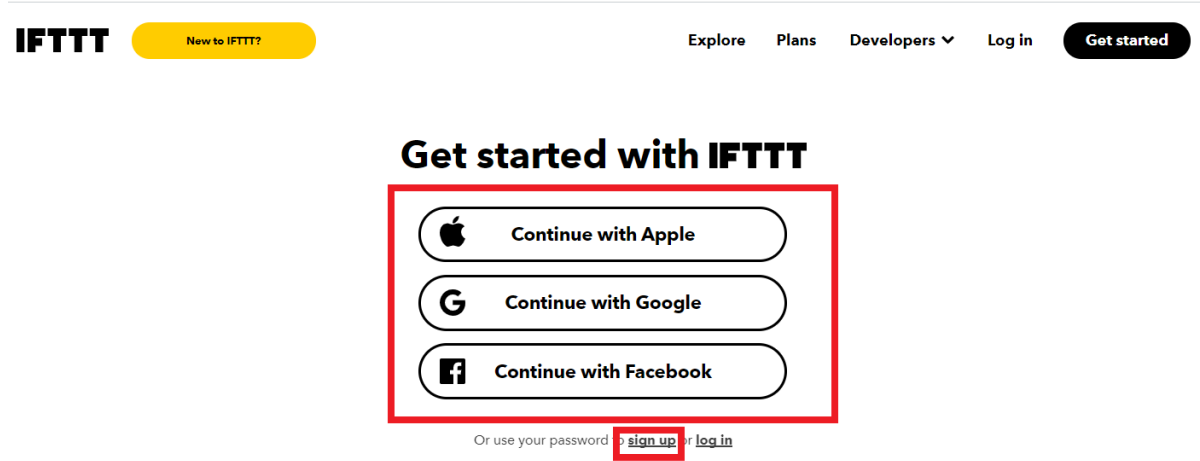 IFTTT New to IFTTT? Explore Plans Developers Log in Get started
Get started with IFTTT
Continue with Apple
Continue with Google
Continue with Facebook
Or use your password to sign up or log in